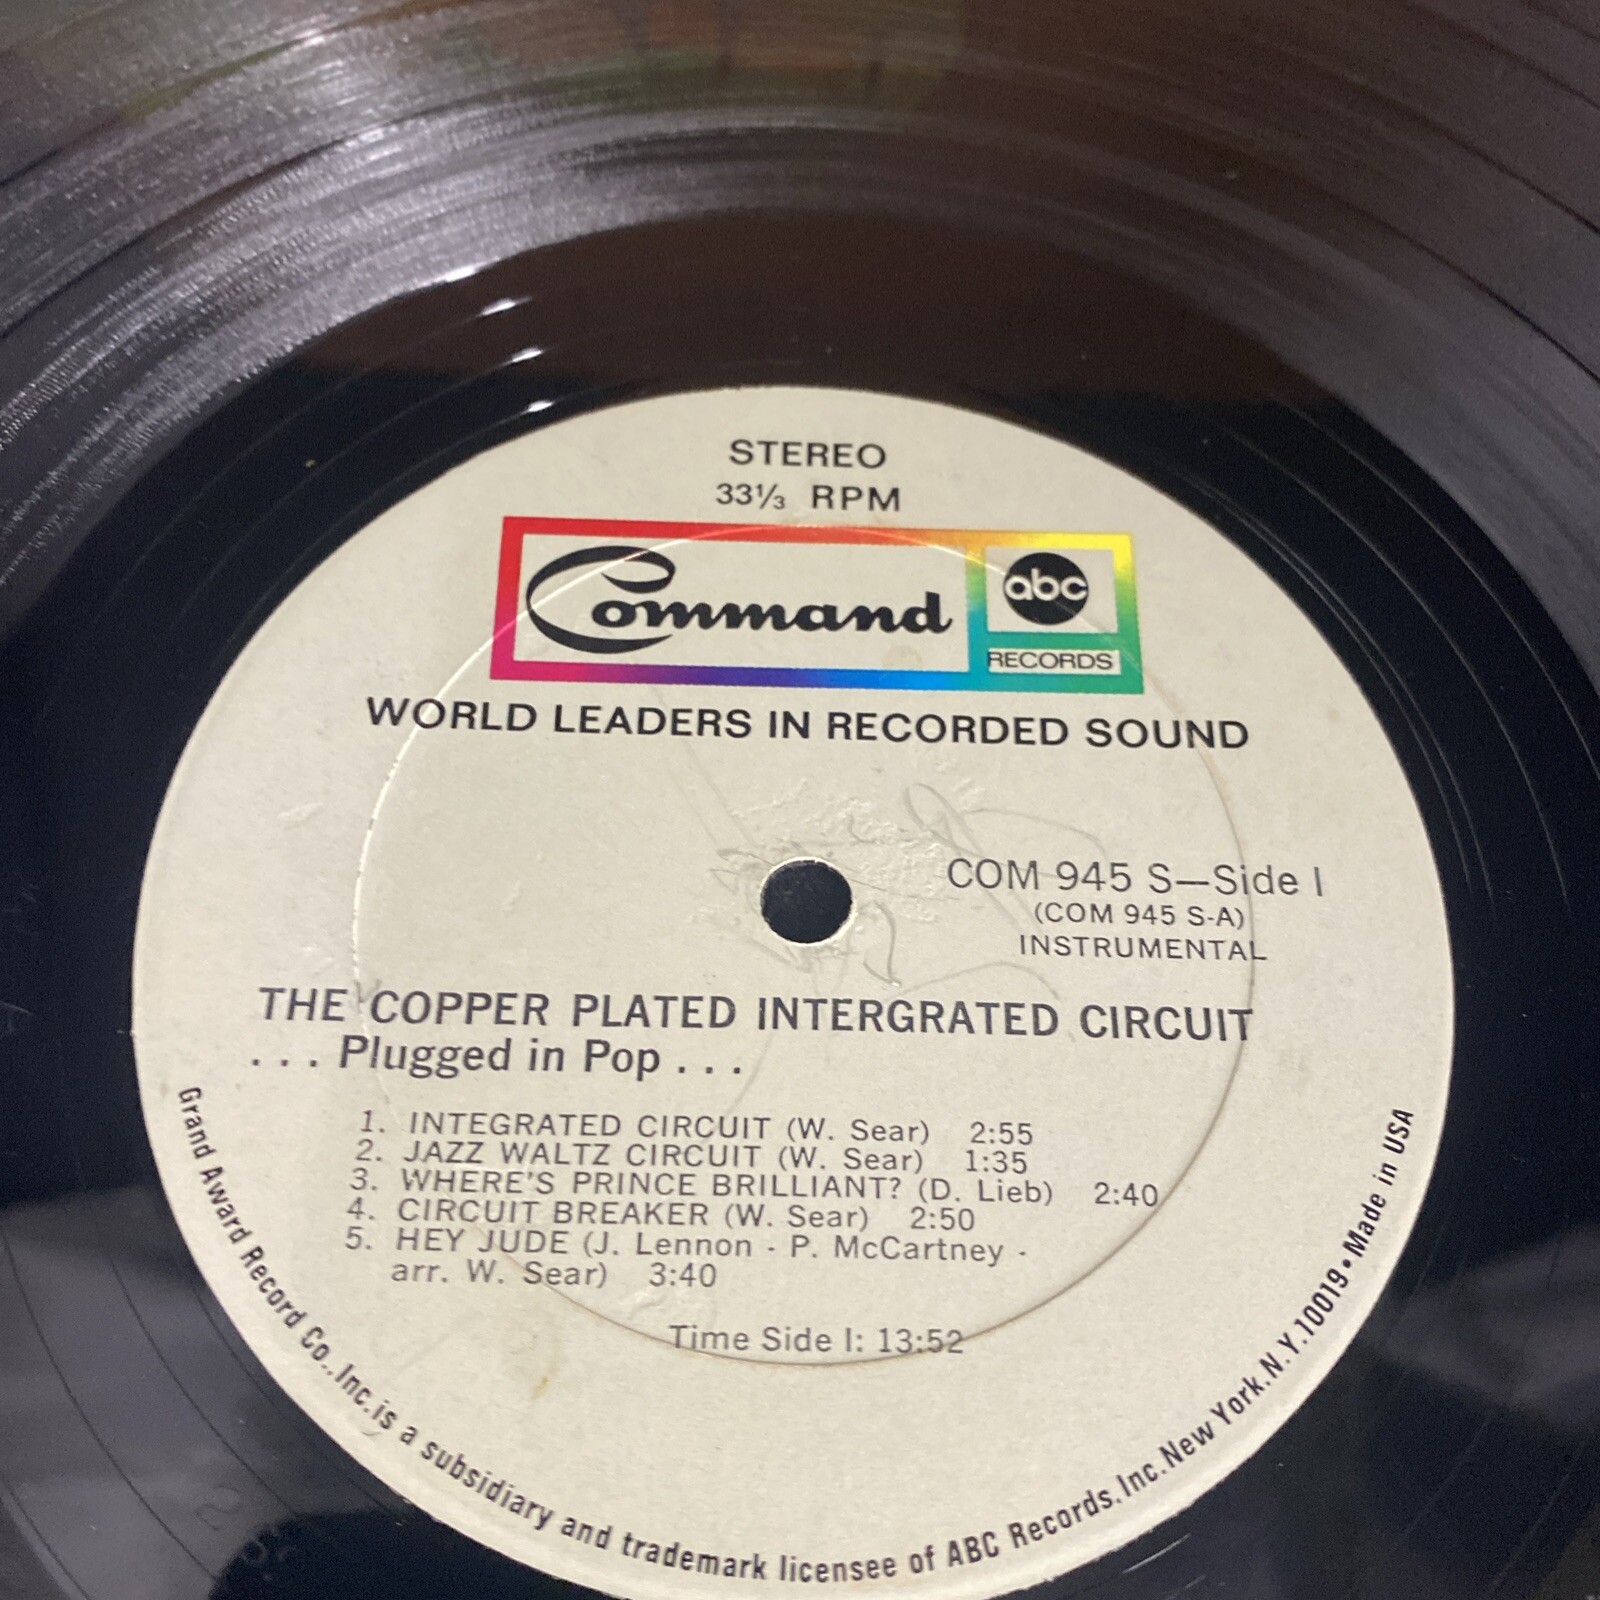 STEREO
33⅓ RPM
Command
abc
RECORDS
WORLD LEADERS IN RECORDED SOUND
COM 945 S—Side I
(COM 945 S-A)
INSTRUMENTAL
THE COPPER PLATED INTERGRATED CIRCUIT
. . . Plugged in Pop . . .
1. INTEGRATED CIRCUIT (W. Sear) 2:55
2. JAZZ WALTZ CIRCUIT (W. Sear) 1:35
3. WHERE'S PRINCE BRILLIANT? (D. Lieb) 2:40
4. CIRCUIT BREAKER (W. Sear) 2:50
5. HEY JUDE (J. Lennon - P. McCartney -
arr. W. Sear) 3:40
Time Side I: 13:52
Grand Award Record Co., Inc. is a subsidiary and trademark licensee of ABC Records, Inc. New York, N.Y. 10019 • Made in USA